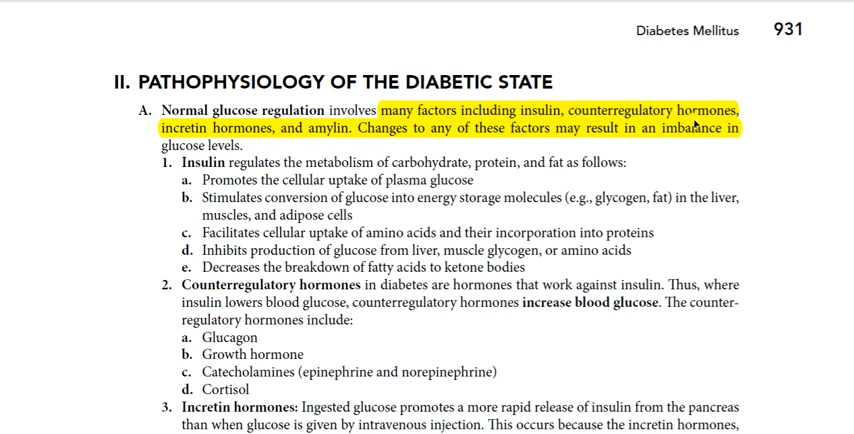 Diabetes Mellitus 931
II. PATHOPHYSIOLOGY OF THE DIABETIC STATE
A. Normal glucose regulation involves many factors including insulin, counterregulatory hormones,
incretin hormones, and amylin. Changes to any of these factors may result in an imbalance in
glucose levels.
1. Insulin regulates the metabolism of carbohydrate, protein, and fat as follows:
a. Promotes the cellular uptake of plasma glucose
b. Stimulates conversion of glucose into energy storage molecules (e.g., glycogen, fat) in the liver,
muscles, and adipose cells
c. Facilitates cellular uptake of amino acids and their incorporation into proteins
d. Inhibits production of glucose from liver, muscle glycogen, or amino acids
e. Decreases the breakdown of fatty acids to ketone bodies
2. Counterregulatory hormones in diabetes are hormones that work against insulin. Thus, where
insulin lowers blood glucose, counterregulatory hormones increase blood glucose. The counter-
regulatory hormones include:
a. Glucagon
b. Growth hormone
c. Catecholamines (epinephrine and norepinephrine)
d. Cortisol
3. Incretin hormones: Ingested glucose promotes a more rapid release of insulin from the pancreas
than when glucose is given by intravenous injection. This occurs because the incretin hormones,